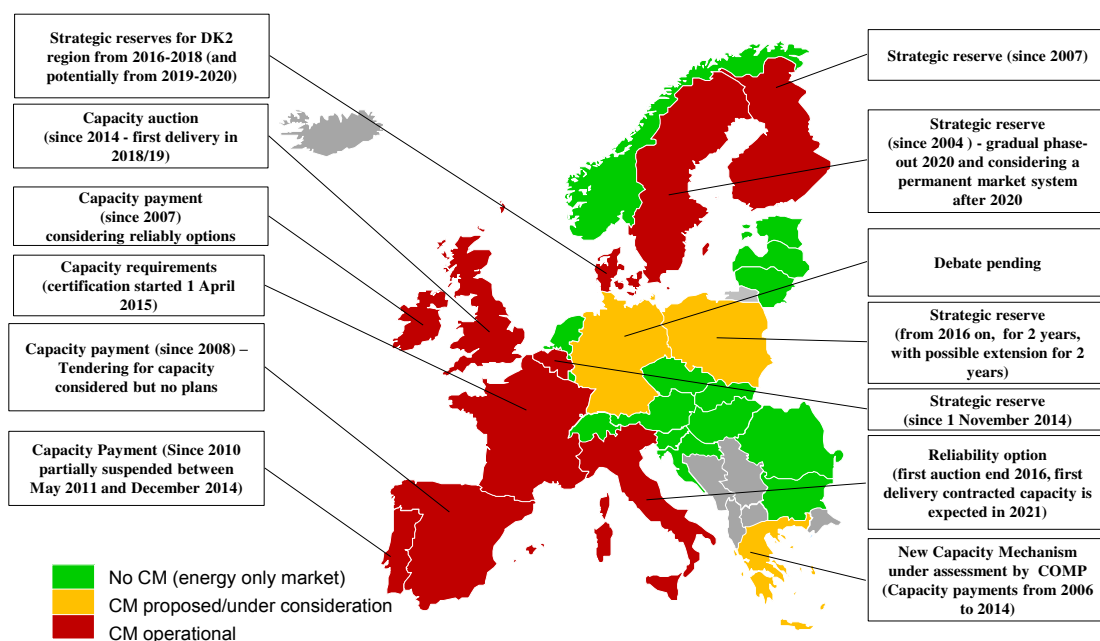 Strategic reserves for DK2
region from 2016-2018 (and
potentially from 2019-2020)
Capacity auction
(since 2014 - first delivery in
2018/19)
Capacity payment
(since 2007)
considering reliably options
Capacity requirements
(certification started 1 April
2015)
Capacity payment (since 2008) –
Tendering for capacity
considered but no plans
Capacity Payment (Since 2010
partially suspended between
May 2011 and December 2014)
Strategic reserve (since 2007)
Strategic reserve
(since 2004 ) - gradual phase-
out 2020 and considering a
permanent market system
after 2020
Debate pending
Strategic reserve
(from 2016 on, for 2 years,
with possible extension for 2
years)
Strategic reserve
(since 1 November 2014)
Reliability option
(first auction end 2016, first
delivery contracted capacity is
expected in 2021)
New Capacity Mechanism
under assessment by COMP
(Capacity payments from 2006
to 2014)
No CM (energy only market)
CM proposed/under consideration
CM operational